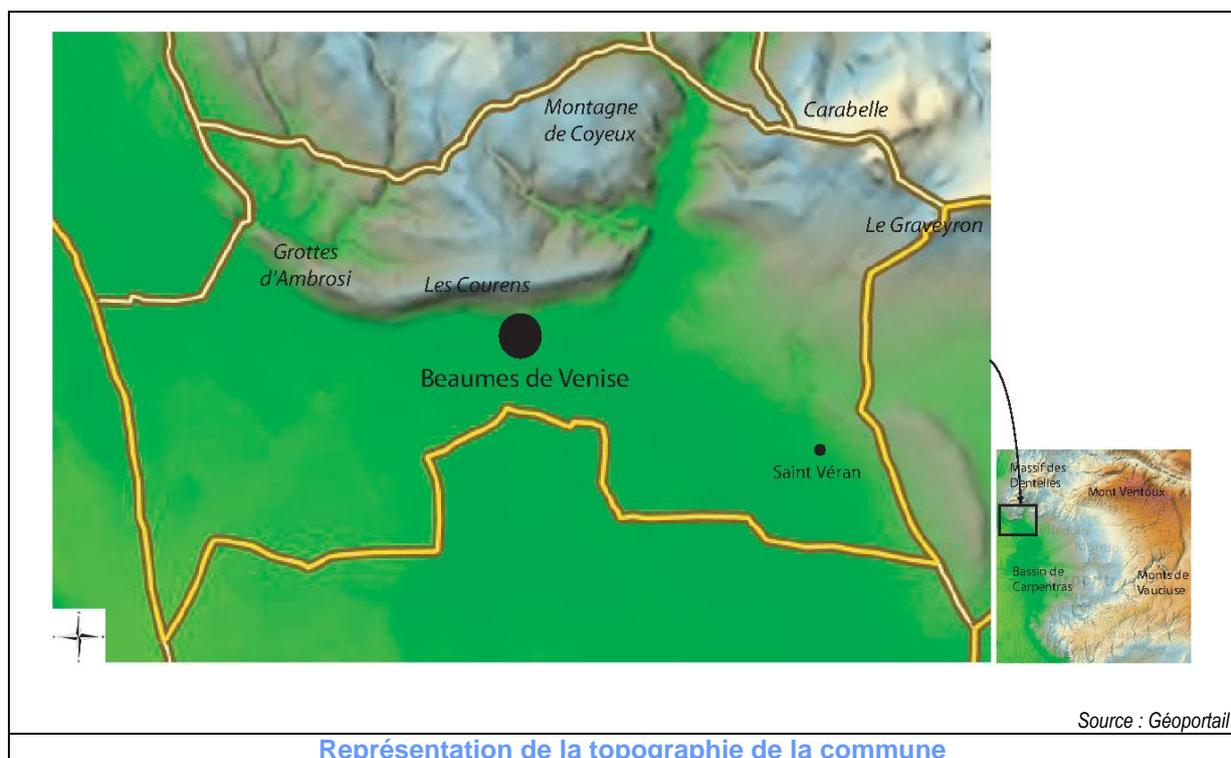 Montagne
de Coyeux
Carabelle
Le Graveyron
Grottes
d'Ambrosi
Les Courens
Beaumes de Venise
Saint Véran
Massif des
Dentelles
Mont Ventoux
Bassin de
Carpentras
Monts de
Vaucluse
Source : Géoportail
Représentation de la topographie de la commune